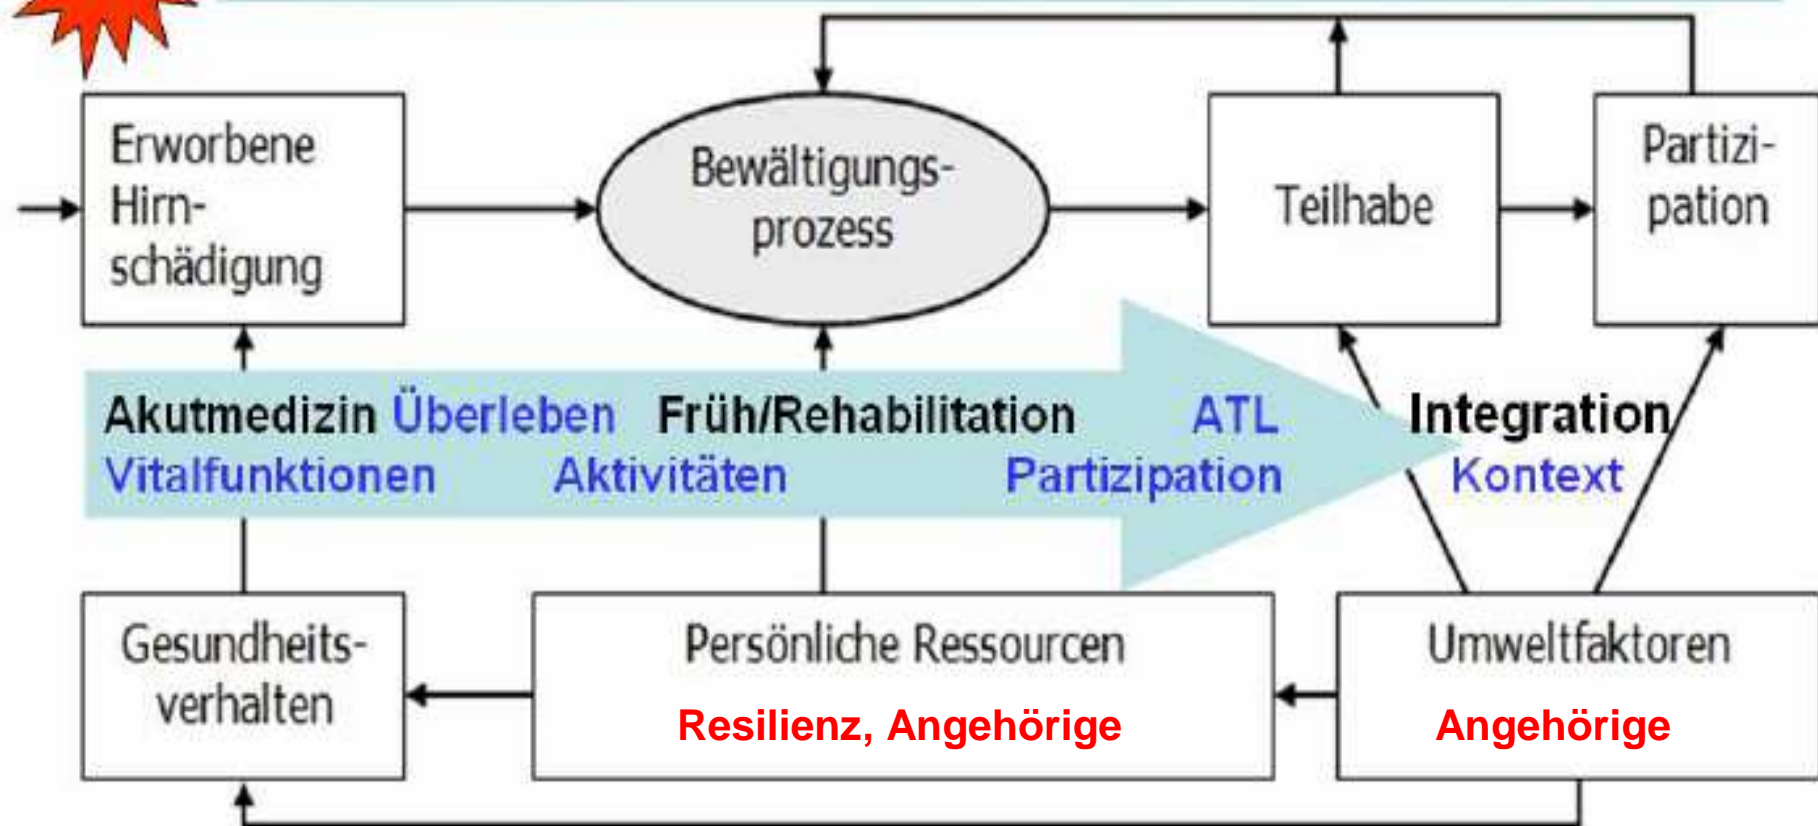 Erworbene
Hirn-
schädigung
Bewältigungs-
prozess
Teilhabe
Partizi-
pation
Akutmedizin Überleben Früh/Rehabilitation ATL Integration
Vitalfunktionen Aktivitäten Partizipation Kontext
Gesundheits-
verhalten
Persönliche Ressourcen
Resilienz, Angehörige
Umweltfaktoren
Angehörige